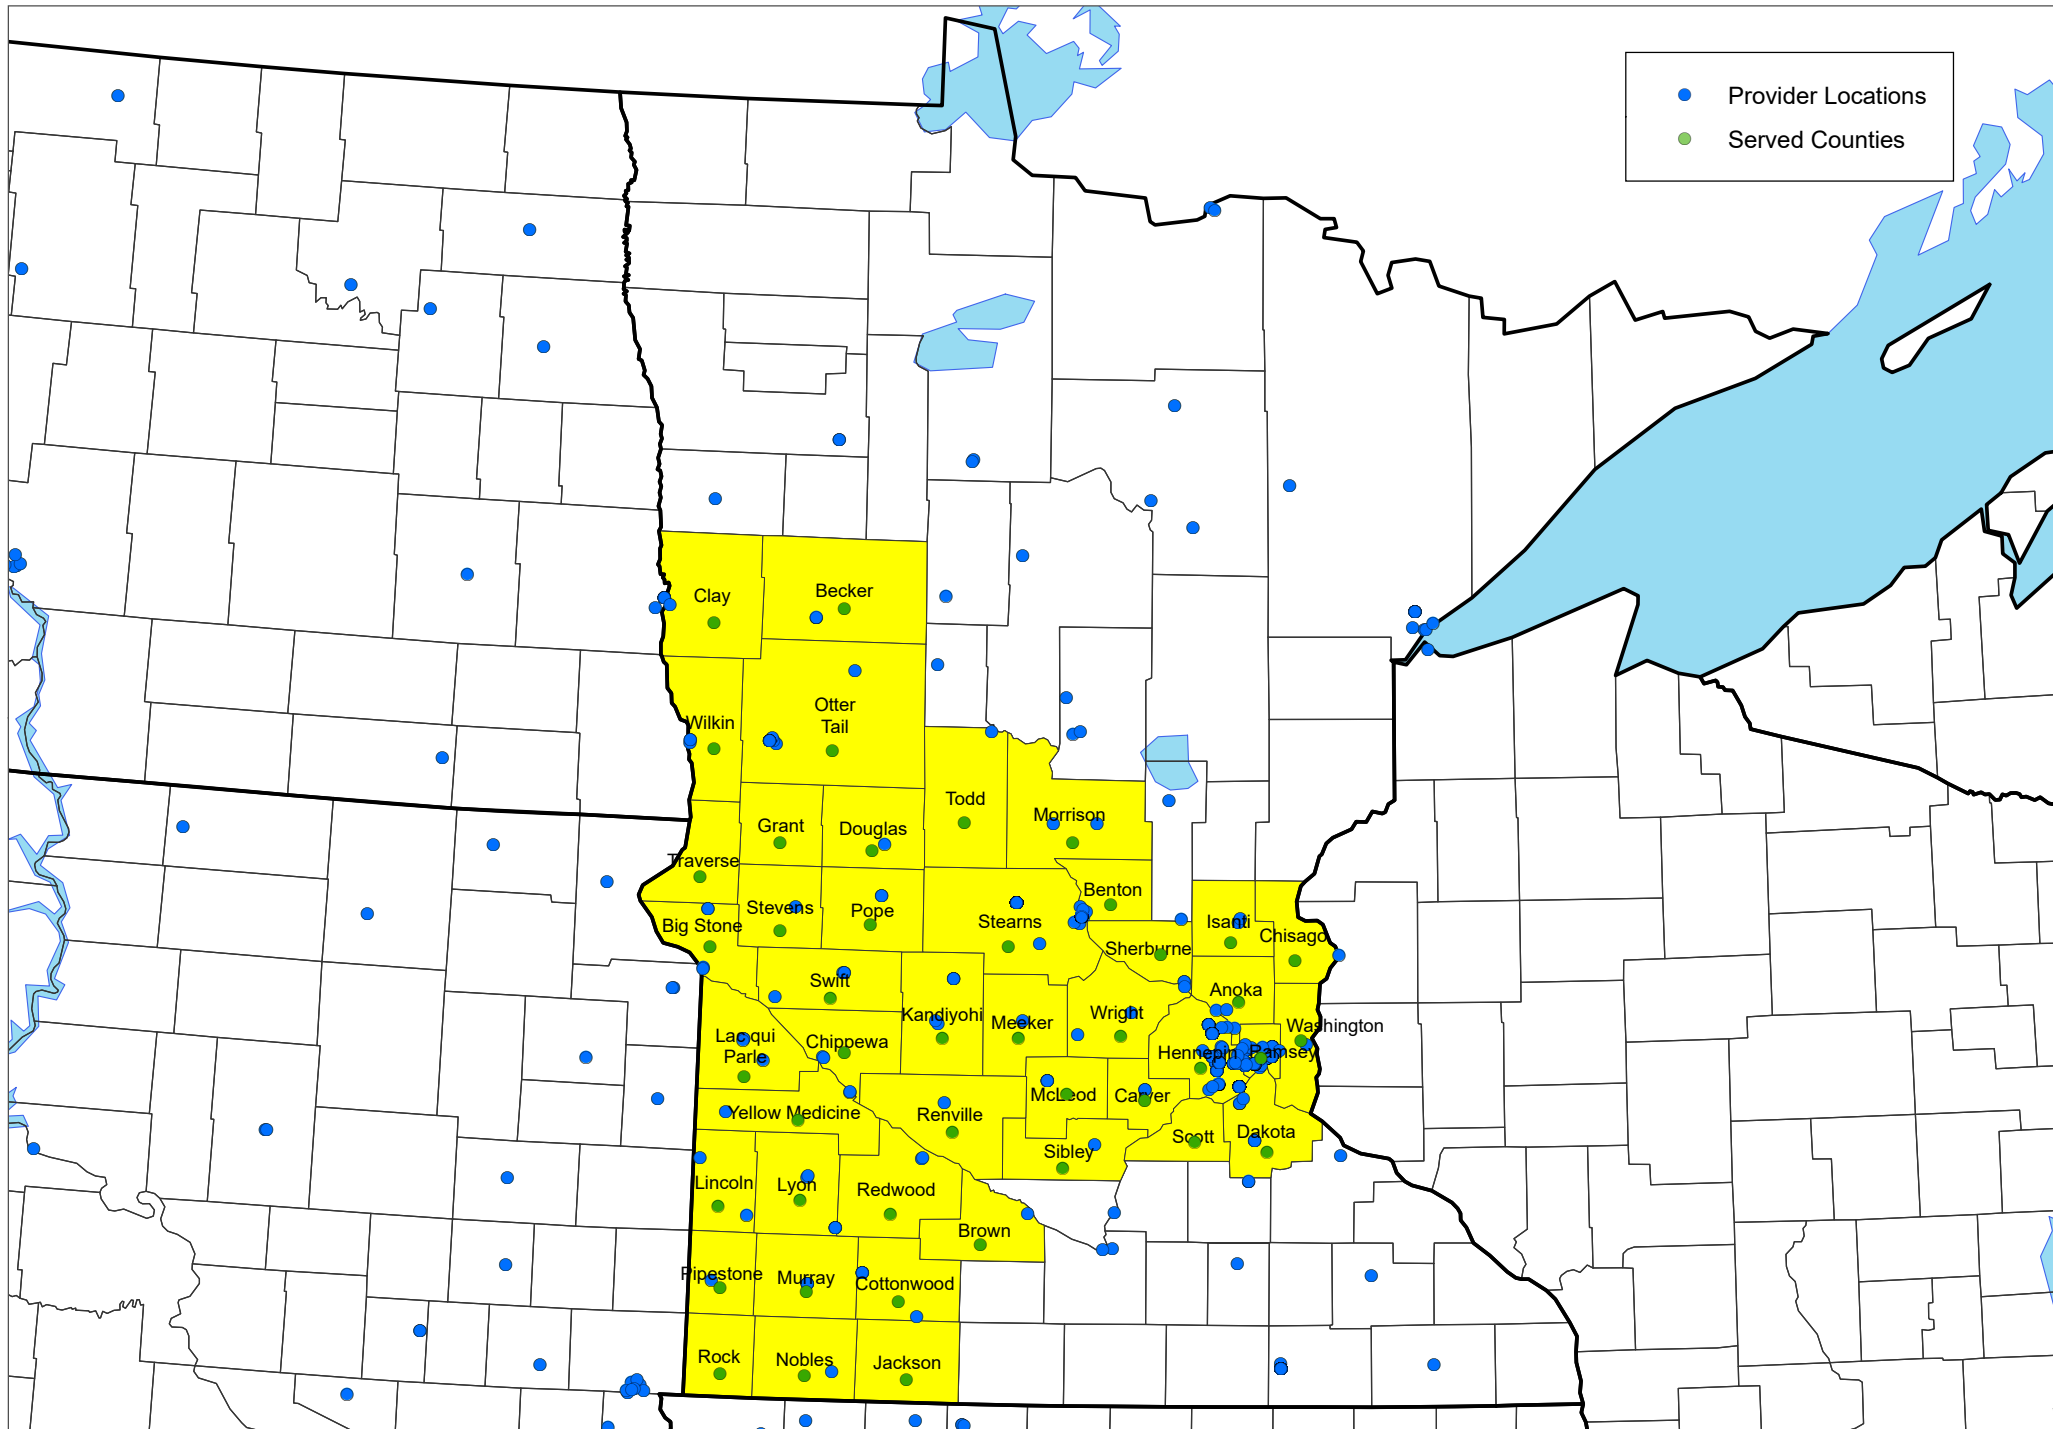 Provider Locations
Served Counties
Clay
Becker
Otter
Tail
Wilkin
Todd
Morrison
Grant
Douglas
Traverse
Benton
Stevens
Pope
Big Stone
Stearns
Isanti
Chisago
Sherburne
Swift
Anoka
Kandiyohi
Meeker
Wright
Washington
Lac qui
Parle
Chippewa
Hennepin
Ramsey
McLeod
Carver
Yellow Medicine
Renville
Scott
Dakota
Sibley
Lincoln
Lyon
Redwood
Brown
Pipestone
Murray
Cottonwood
Rock
Nobles
Jackson